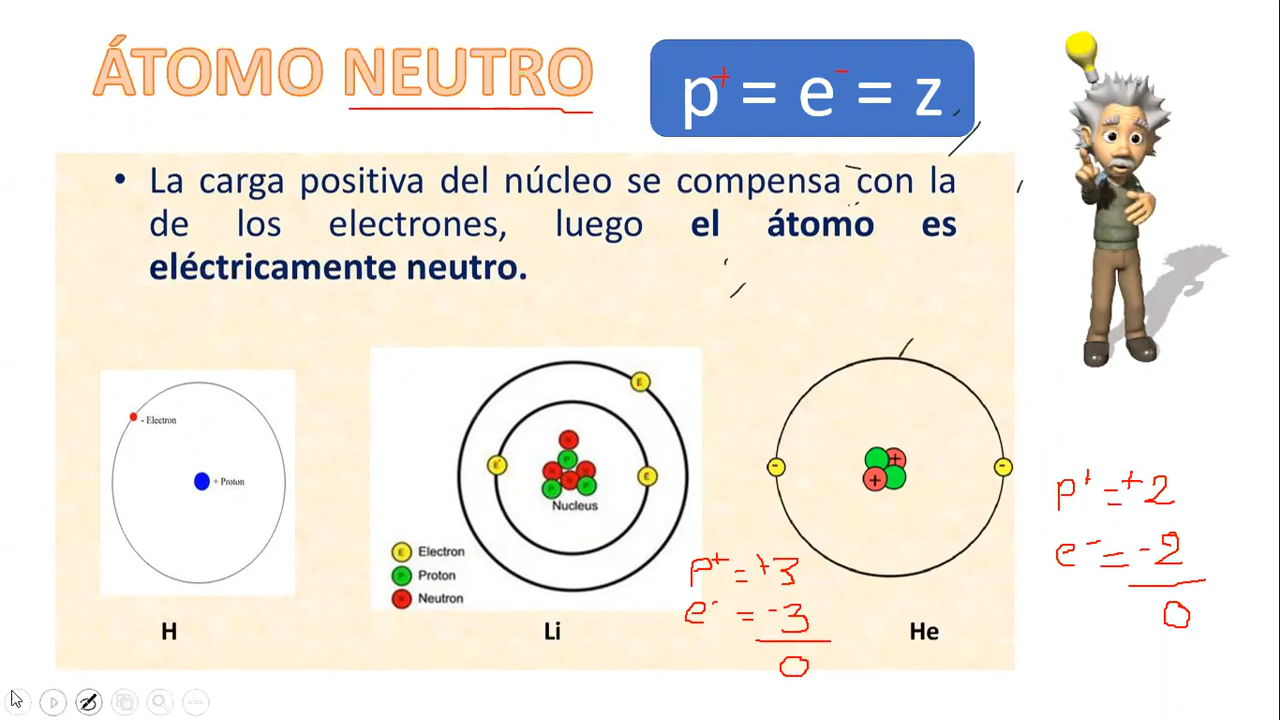 ÁTOMO NEUTRO
p⁺ = e⁻ = z
• La carga positiva del núcleo se compensa con la
de los electrones, luego el átomo es
eléctricamente neutro.
- Electron
+ Proton
E
E
E
N
P
N
N
N
P
P
Nucleus
E Electron
P Proton
N Neutron
-
-
+
+
p⁺ = +3
e⁻ = -3
0
p⁺ = +2
e⁻ = -2
0
H
Li
He